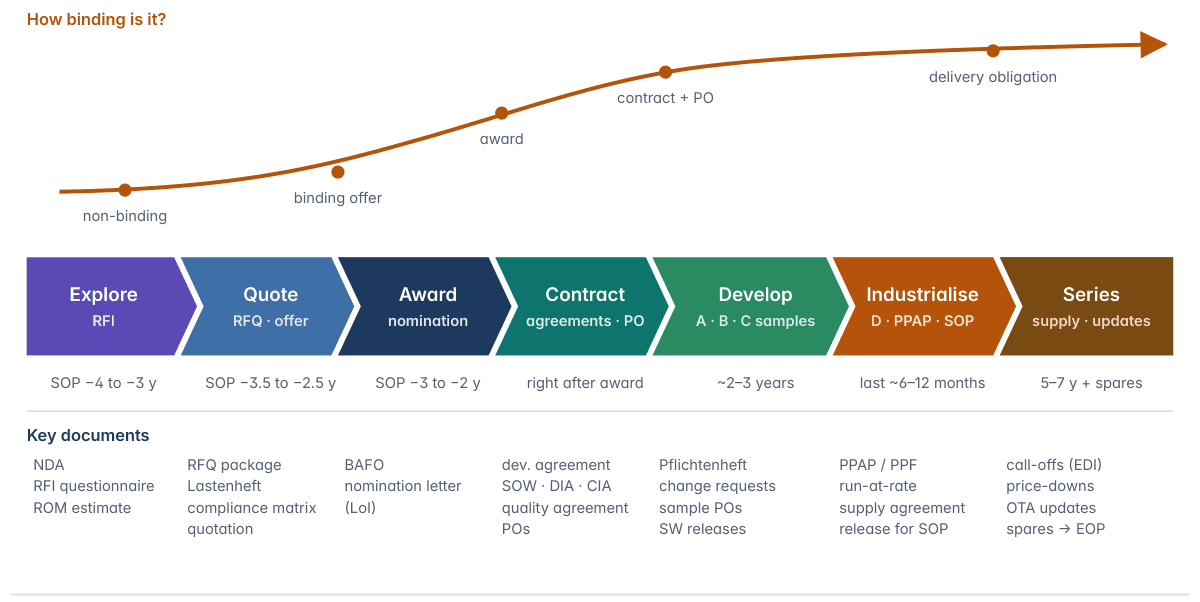 How binding is it?
non-binding
binding offer
award
contract + PO
delivery obligation
Explore
RFI
Quote
RFQ · offer
Award
nomination
Contract
agreements · PO
Develop
A · B · C samples
Industrialise
D · PPAP · SOP
Series
supply · updates
SOP −4 to −3 y
SOP −3.5 to −2.5 y
SOP −3 to −2 y
right after award
~2–3 years
last ~6–12 months
5–7 y + spares
Key documents
NDA
RFI questionnaire
ROM estimate
RFQ package
Lastenheft
compliance matrix
quotation
BAFO
nomination letter
(LoI)
dev. agreement
SOW · DIA · CIA
quality agreement
POs
Pflichtenheft
change requests
sample POs
SW releases
PPAP / PPF
run-at-rate
supply agreement
release for SOP
call-offs (EDI)
price-downs
OTA updates
spares → EOP